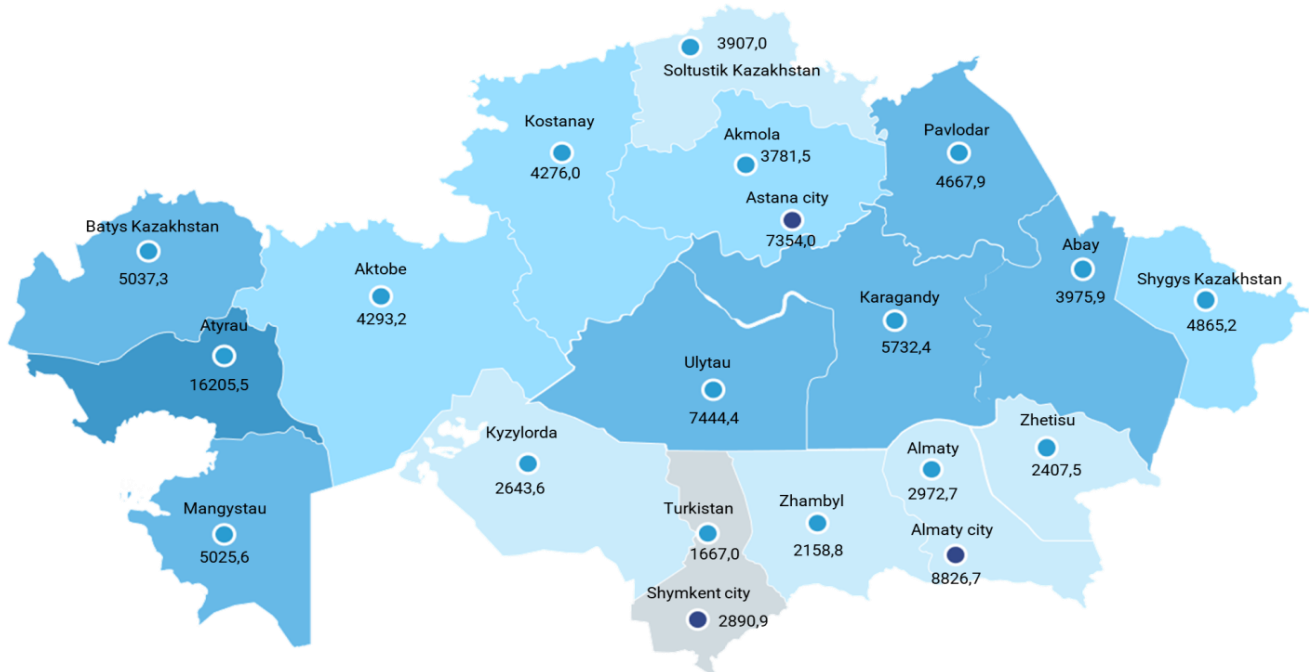 3907,0
Soltustik Kazakhstan
Kostanay
4276,0
Akmola
3781,5
Pavlodar
4667,9
Astana city
7354,0
Batys Kazakhstan
5037,3
Aktobe
4293,2
Abay
3975,9
Shygys Kazakhstan
4865,2
Karagandy
5732,4
Atyrau
16205,5
Ulytau
7444,4
Kyzylorda
2643,6
Almaty
2972,7
Zhetisu
2407,5
Mangystau
5025,6
Turkistan
1667,0
Zhambyl
2158,8
Almaty city
8826,7
Shymkent city
2890,9